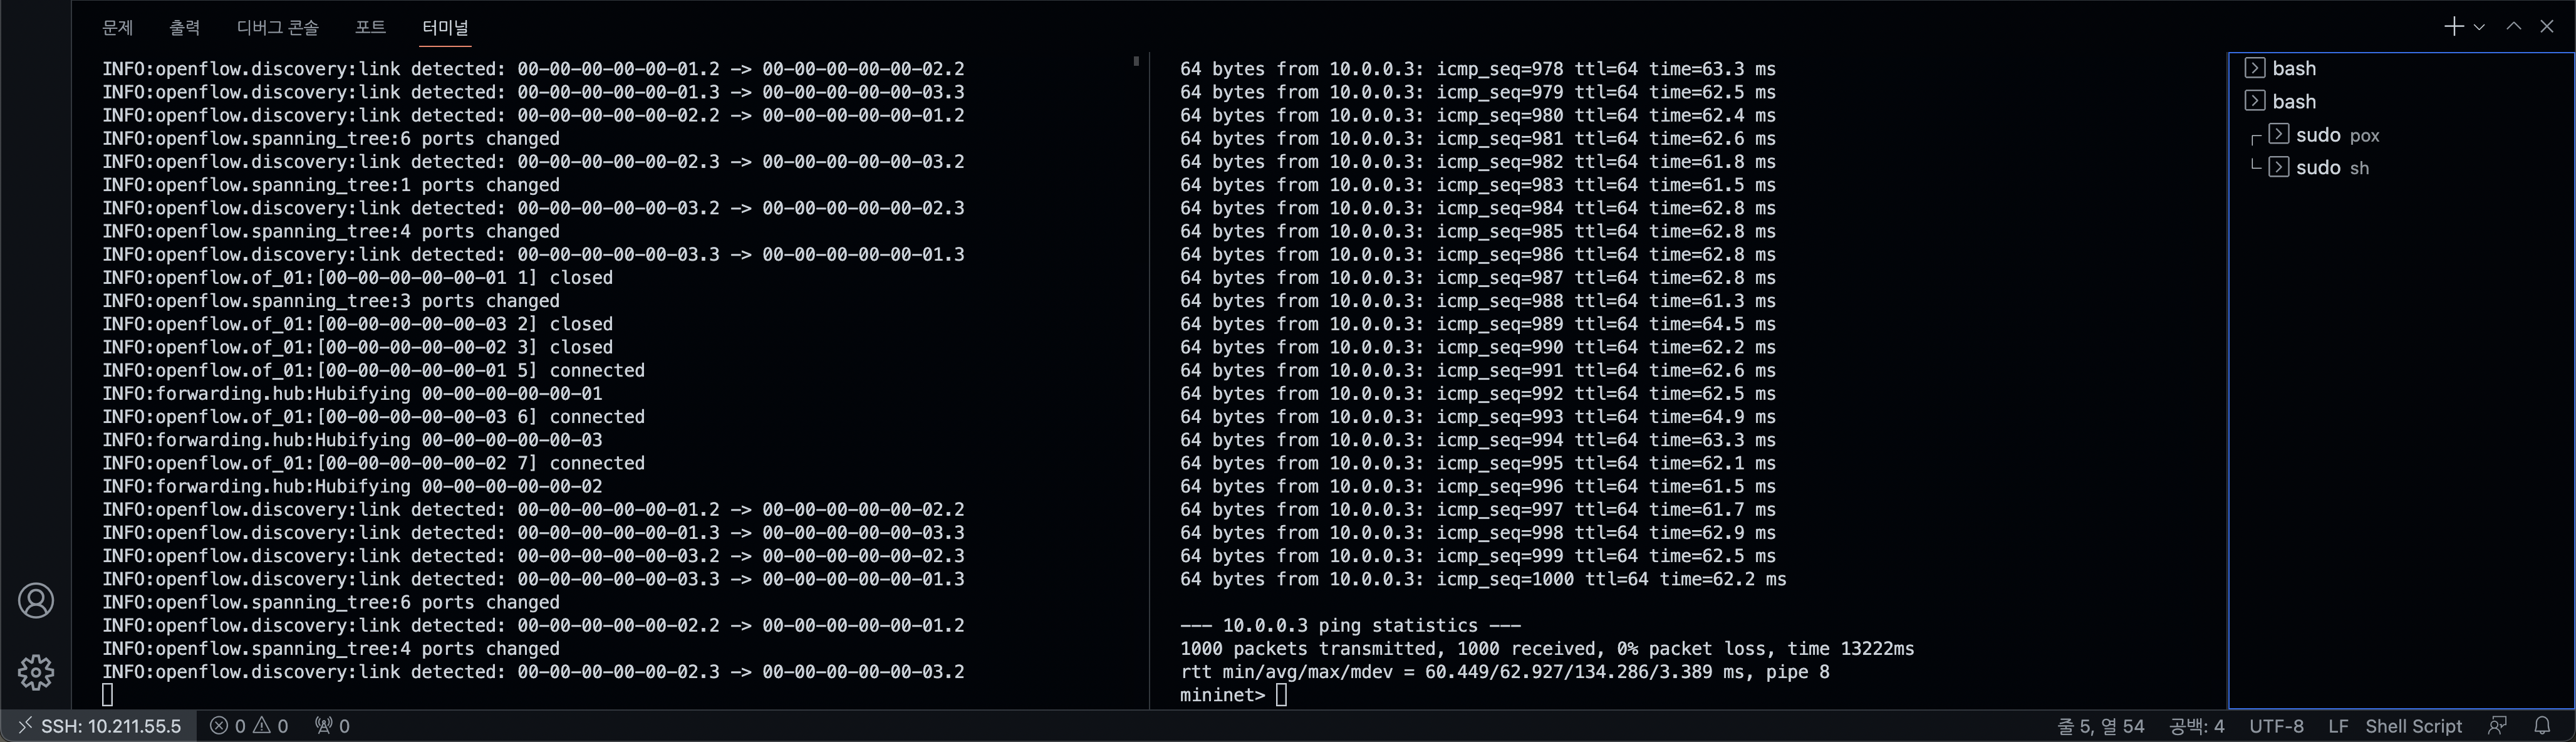 문제 출력 디버그 콘솔 포트 터미널
INFO:openflow.discovery:link detected: 00-00-00-00-00-01.2 -> 00-00-00-00-00-02.2
INFO:openflow.discovery:link detected: 00-00-00-00-00-01.3 -> 00-00-00-00-00-03.3
INFO:openflow.discovery:link detected: 00-00-00-00-00-02.2 -> 00-00-00-00-00-01.2
INFO:openflow.spanning_tree:6 ports changed
INFO:openflow.discovery:link detected: 00-00-00-00-00-02.3 -> 00-00-00-00-00-03.2
INFO:openflow.spanning_tree:1 ports changed
INFO:openflow.discovery:link detected: 00-00-00-00-00-03.2 -> 00-00-00-00-00-02.3
INFO:openflow.spanning_tree:4 ports changed
INFO:openflow.discovery:link detected: 00-00-00-00-00-03.3 -> 00-00-00-00-00-01.3
INFO:openflow.of_01:[00-00-00-00-00-01 1] closed
INFO:openflow.spanning_tree:3 ports changed
INFO:openflow.of_01:[00-00-00-00-00-03 2] closed
INFO:openflow.of_01:[00-00-00-00-00-02 3] closed
INFO:openflow.of_01:[00-00-00-00-00-01 5] connected
INFO:forwarding.hub:Hubifying 00-00-00-00-00-01
INFO:openflow.of_01:[00-00-00-00-00-03 6] connected
INFO:forwarding.hub:Hubifying 00-00-00-00-00-03
INFO:openflow.of_01:[00-00-00-00-00-02 7] connected
INFO:forwarding.hub:Hubifying 00-00-00-00-00-02
INFO:openflow.discovery:link detected: 00-00-00-00-00-01.2 -> 00-00-00-00-00-02.2
INFO:openflow.discovery:link detected: 00-00-00-00-00-01.3 -> 00-00-00-00-00-03.3
INFO:openflow.discovery:link detected: 00-00-00-00-00-03.2 -> 00-00-00-00-00-02.3
INFO:openflow.discovery:link detected: 00-00-00-00-00-03.3 -> 00-00-00-00-00-01.3
INFO:openflow.spanning_tree:6 ports changed
INFO:openflow.discovery:link detected: 00-00-00-00-00-02.2 -> 00-00-00-00-00-01.2
INFO:openflow.spanning_tree:4 ports changed
INFO:openflow.discovery:link detected: 00-00-00-00-00-02.3 -> 00-00-00-00-00-03.2
64 bytes from 10.0.0.3: icmp_seq=978 ttl=64 time=63.3 ms
64 bytes from 10.0.0.3: icmp_seq=979 ttl=64 time=62.5 ms
64 bytes from 10.0.0.3: icmp_seq=980 ttl=64 time=62.4 ms
64 bytes from 10.0.0.3: icmp_seq=981 ttl=64 time=62.6 ms
64 bytes from 10.0.0.3: icmp_seq=982 ttl=64 time=61.8 ms
64 bytes from 10.0.0.3: icmp_seq=983 ttl=64 time=61.5 ms
64 bytes from 10.0.0.3: icmp_seq=984 ttl=64 time=62.8 ms
64 bytes from 10.0.0.3: icmp_seq=985 ttl=64 time=62.8 ms
64 bytes from 10.0.0.3: icmp_seq=986 ttl=64 time=62.8 ms
64 bytes from 10.0.0.3: icmp_seq=987 ttl=64 time=62.8 ms
64 bytes from 10.0.0.3: icmp_seq=988 ttl=64 time=61.3 ms
64 bytes from 10.0.0.3: icmp_seq=989 ttl=64 time=64.5 ms
64 bytes from 10.0.0.3: icmp_seq=990 ttl=64 time=62.2 ms
64 bytes from 10.0.0.3: icmp_seq=991 ttl=64 time=62.6 ms
64 bytes from 10.0.0.3: icmp_seq=992 ttl=64 time=62.5 ms
64 bytes from 10.0.0.3: icmp_seq=993 ttl=64 time=64.9 ms
64 bytes from 10.0.0.3: icmp_seq=994 ttl=64 time=63.3 ms
64 bytes from 10.0.0.3: icmp_seq=995 ttl=64 time=62.1 ms
64 bytes from 10.0.0.3: icmp_seq=996 ttl=64 time=61.5 ms
64 bytes from 10.0.0.3: icmp_seq=997 ttl=64 time=61.7 ms
64 bytes from 10.0.0.3: icmp_seq=998 ttl=64 time=62.9 ms
64 bytes from 10.0.0.3: icmp_seq=999 ttl=64 time=62.5 ms
64 bytes from 10.0.0.3: icmp_seq=1000 ttl=64 time=62.2 ms
--- 10.0.0.3 ping statistics ---
1000 packets transmitted, 1000 received, 0% packet loss, time 13222ms
rtt min/avg/max/mdev = 60.449/62.927/134.286/3.389 ms, pipe 8
mininet>
bash
bash
sudo pox
sudo sh
SSH: 10.211.55.5 0 0 0 줄 5, 열 54 공백: 4 UTF-8 LF Shell Script